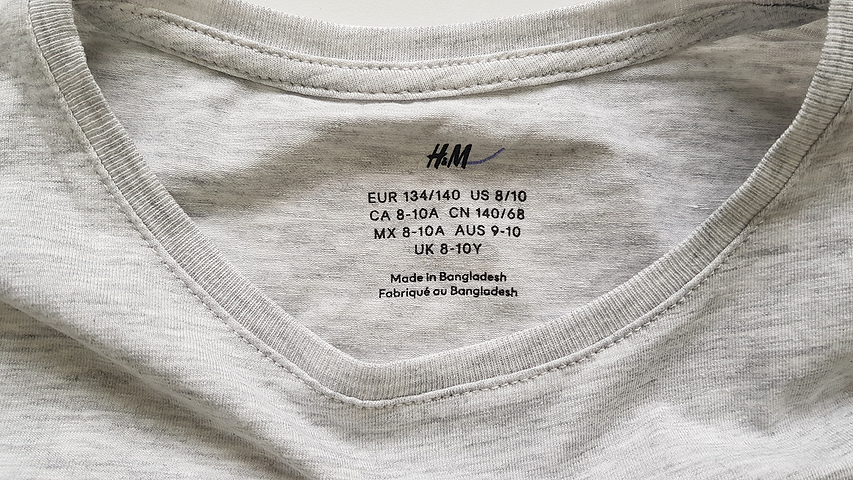 H&M
EUR 134/140 US 8/10
CA 8-10A CN 140/68
MX 8-10A AUS 9-10
UK 8-10Y
Made in Bangladesh
Fabriqué au Bangladesh